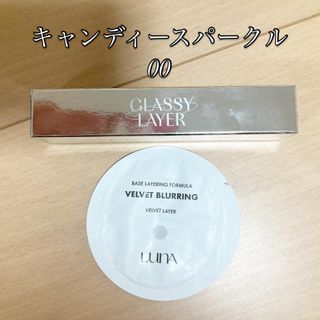 キャンディースパークル
00
GLASSY
LAYER
BASE LAYERING FORMULA
VELVET BLURRING
VELVET LAYER
LUNA